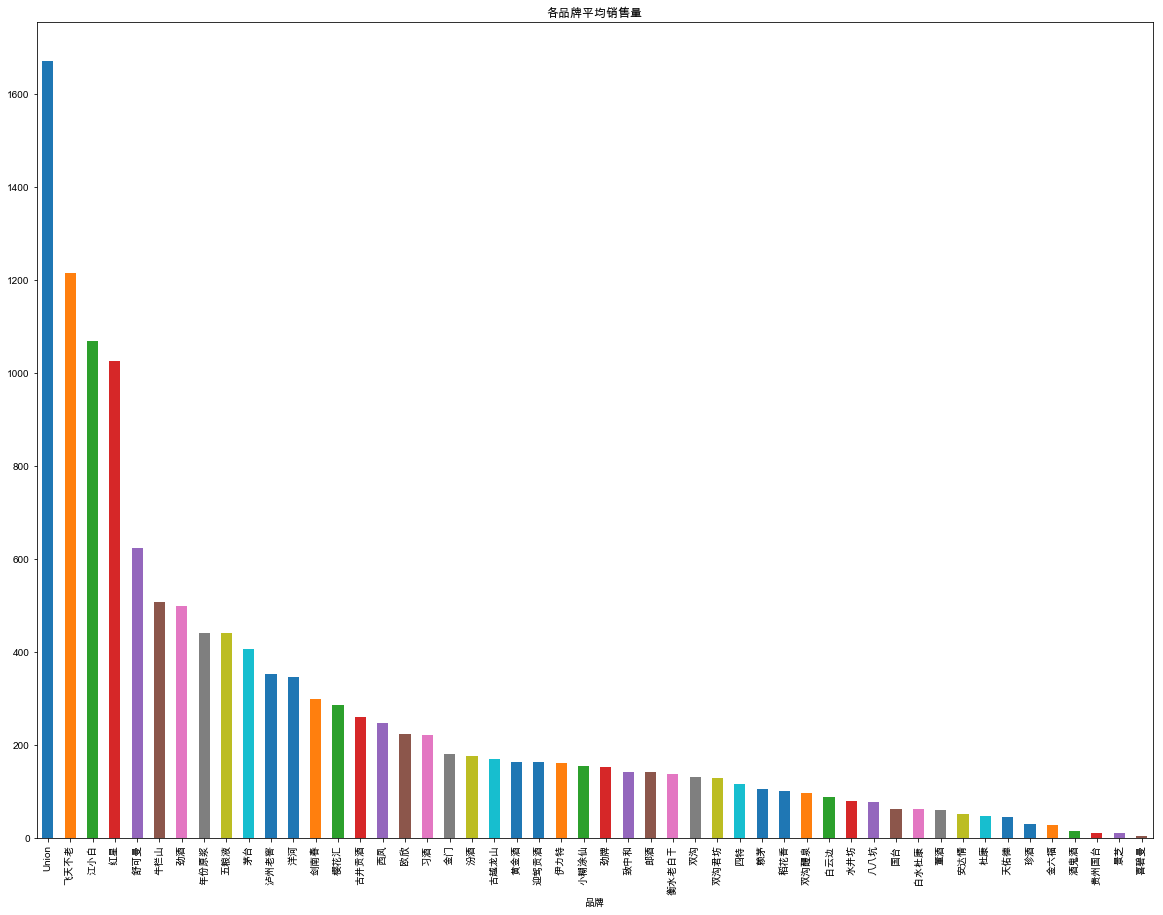 各品牌平均销售量
1600
1400
1200
1000
800
600
400
200
0
Union
飞天不老
江小白
红星
舒可曼
牛栏山
劲酒
年份原浆
五粮液
茅台
泸州老窖
洋河
剑南春
樱花汇
古井贡酒
西凤
欧欣
习酒
金门
汾酒
古越龙山
黄金酒
迎驾贡酒
伊力特
小糊涂仙
劲牌
致中和
郎酒
衡水老白干
双沟
双沟君坊
四特
赖茅
稻花香
双沟醴泉
白云边
水井坊
八八坑
国台
白水杜康
董酒
安达情
杜康
天佑德
珍酒
金六福
酒鬼酒
贵州国台
景芝
喜碧曼
品牌